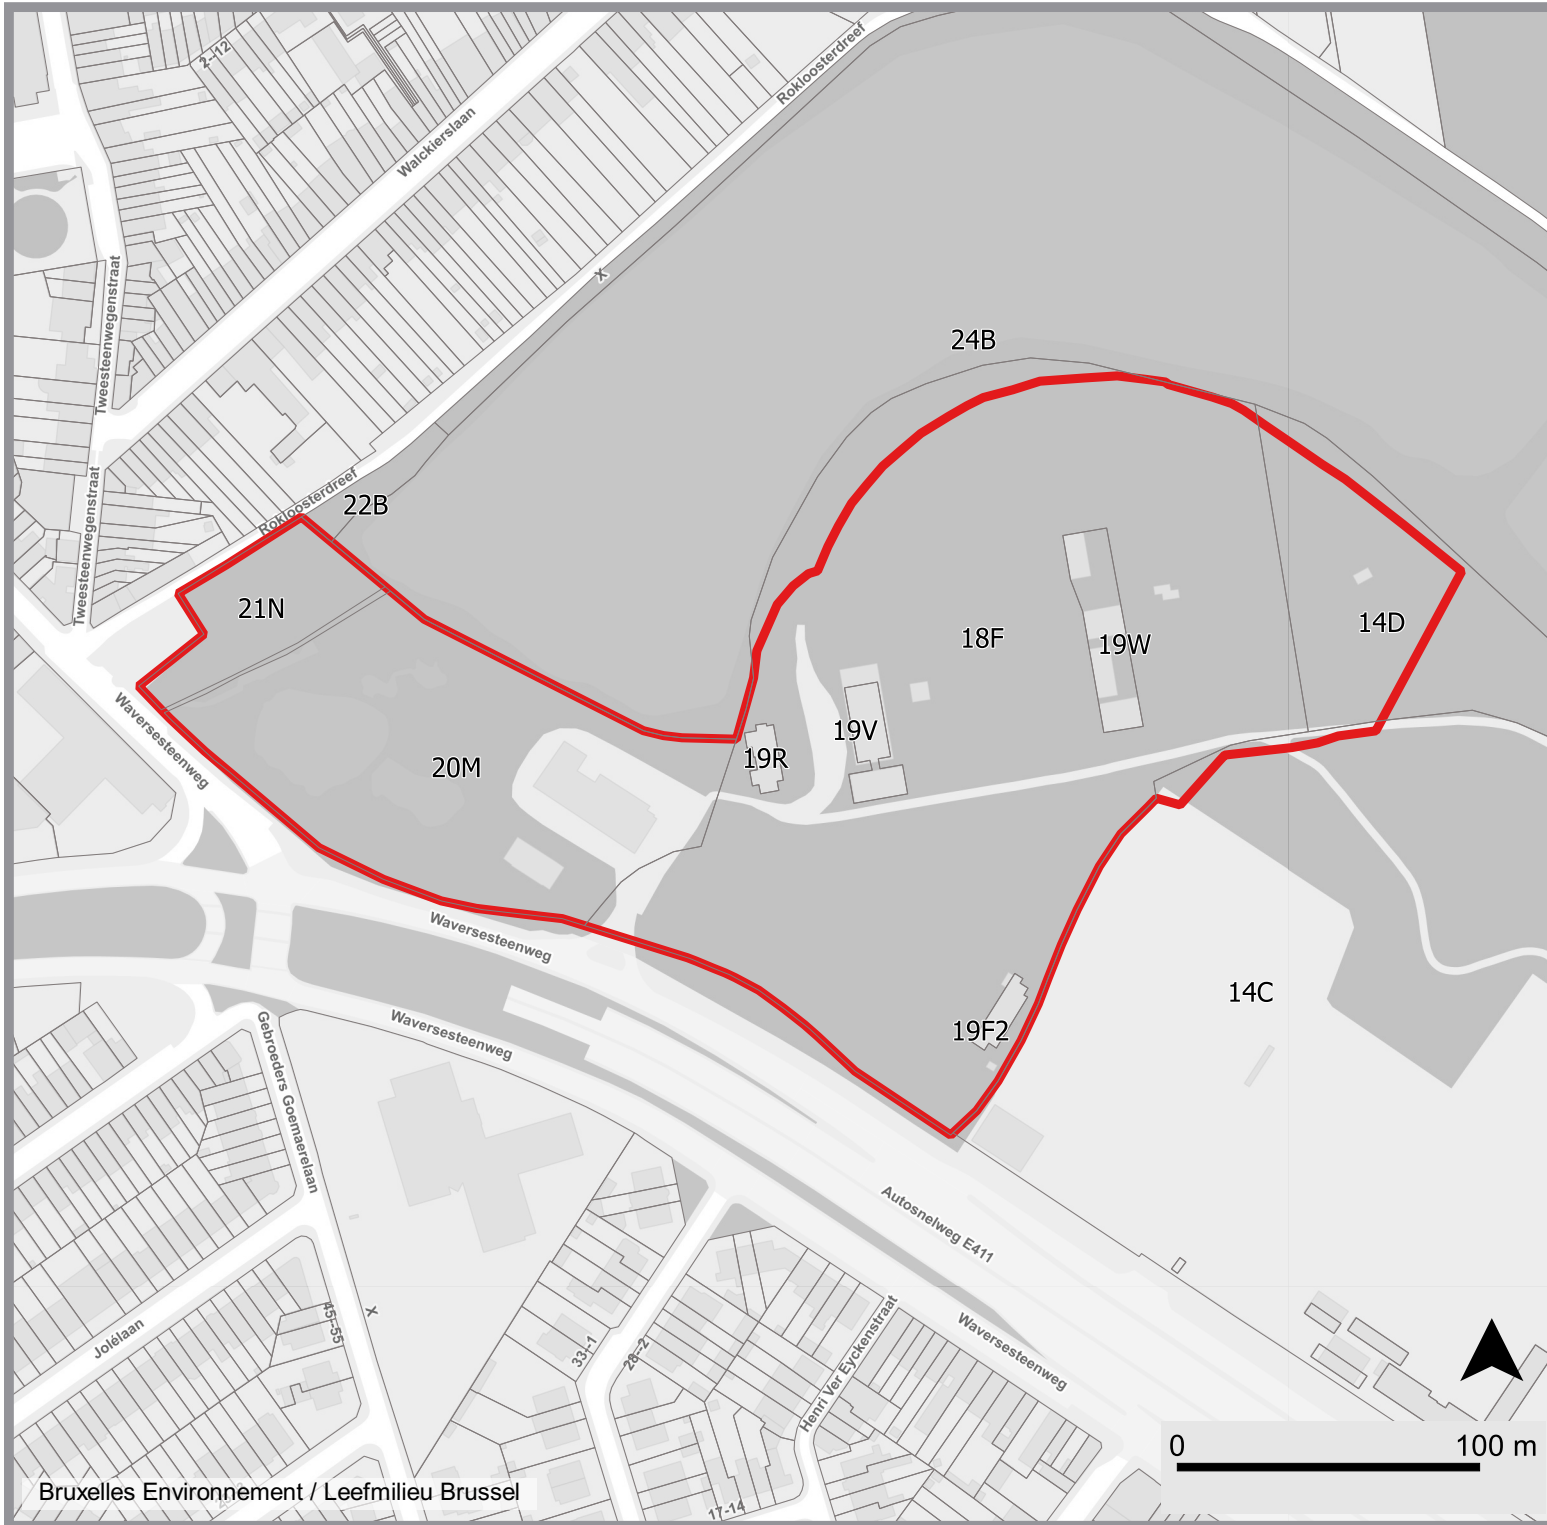 2--12
Walckierslaan
Rokloosterdreef
X
Tweesteenwegenstraat
24B
Tweesteenwegenstraat
Rokloosterdreef
22B
21N
18F
14D
19W
19V
19R
20M
Waversesteenweg
Waversesteenweg
14C
19F2
Waversesteenweg
Gebroeders Goemaerelaan
Autosnelweg E411
X
45--55
Jolélaan
33--1
28--2
Henri Ver Eyckenstraat
Waversesteenweg
0 100 m
Bruxelles Environnement / Leefmilieu Brussel
17-14